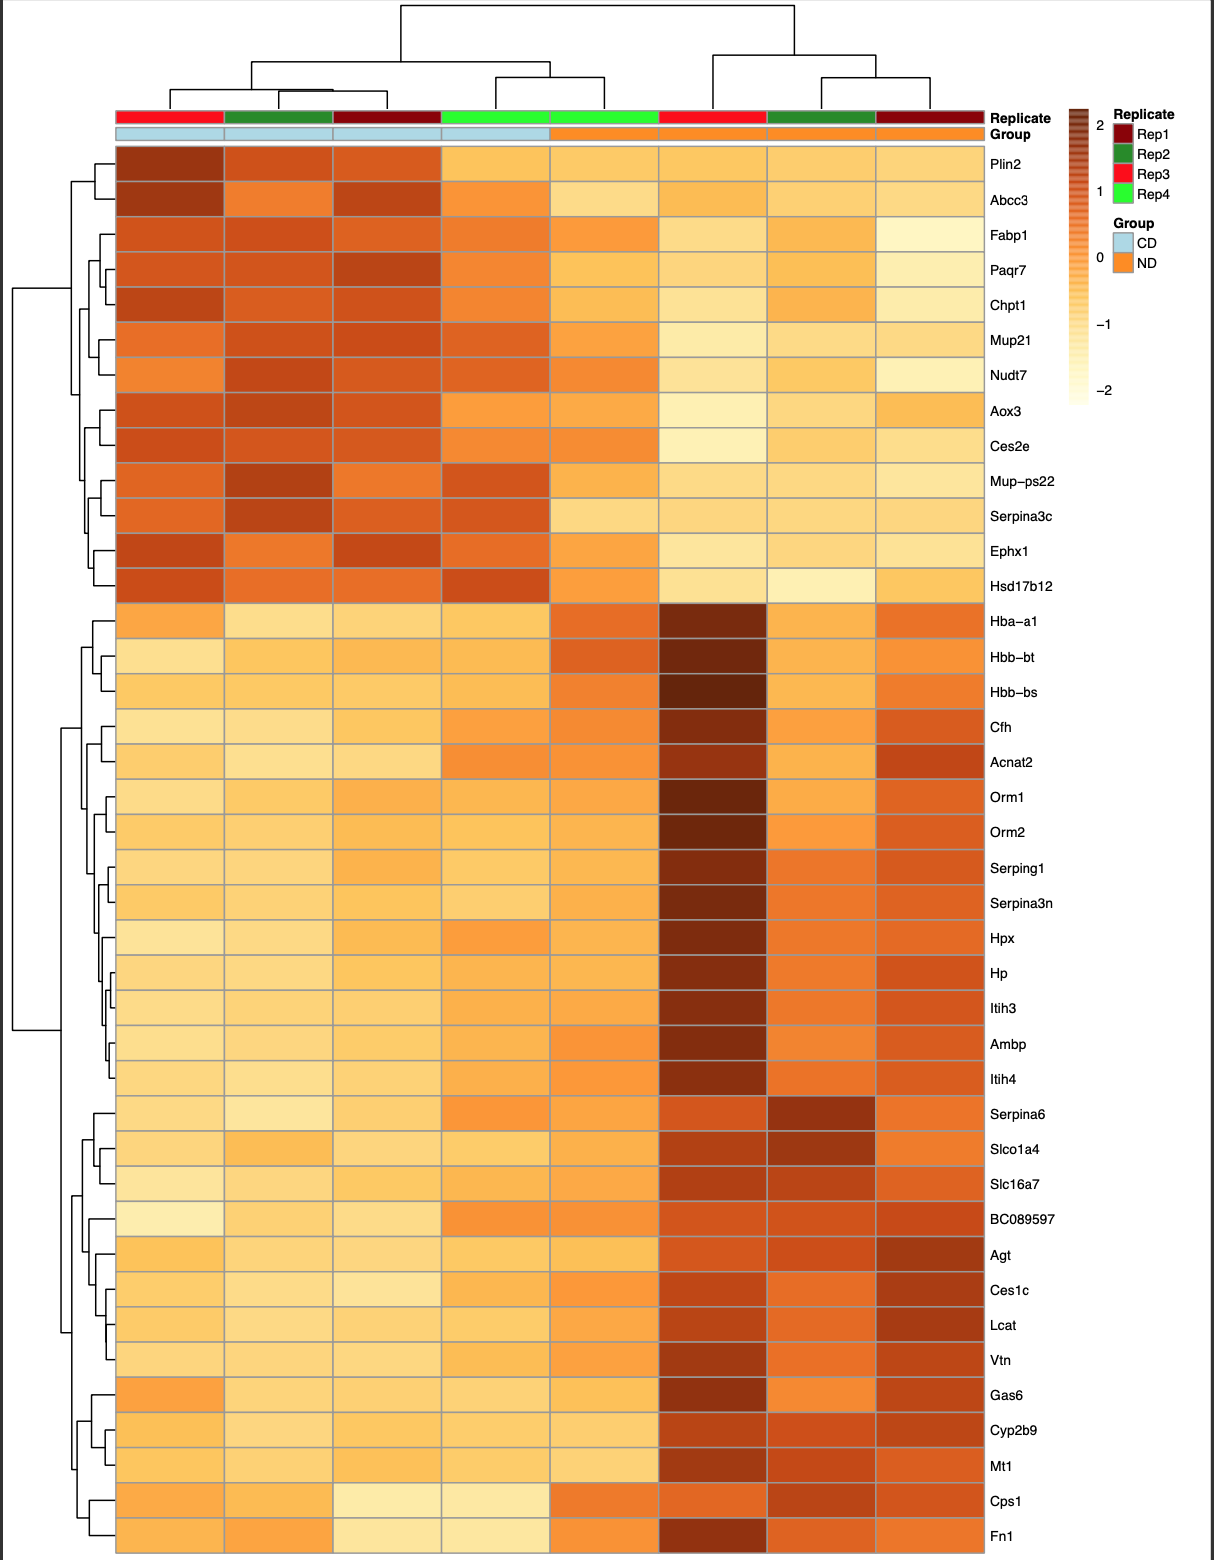 Replicate
Group
Plin2
Abcc3
Fabp1
Paqr7
Chpt1
Mup21
Nudt7
Aox3
Ces2e
Mup−ps22
Serpina3c
Ephx1
Hsd17b12
Hba−a1
Hbb−bt
Hbb−bs
Cfh
Acnat2
Orm1
Orm2
Serping1
Serpina3n
Hpx
Hp
Itih3
Ambp
Itih4
Serpina6
Slco1a4
Slc16a7
BC089597
Agt
Ces1c
Lcat
Vtn
Gas6
Cyp2b9
Mt1
Cps1
Fn1
2
1
0
−1
−2
Replicate
Rep1
Rep2
Rep3
Rep4
Group
CD
ND